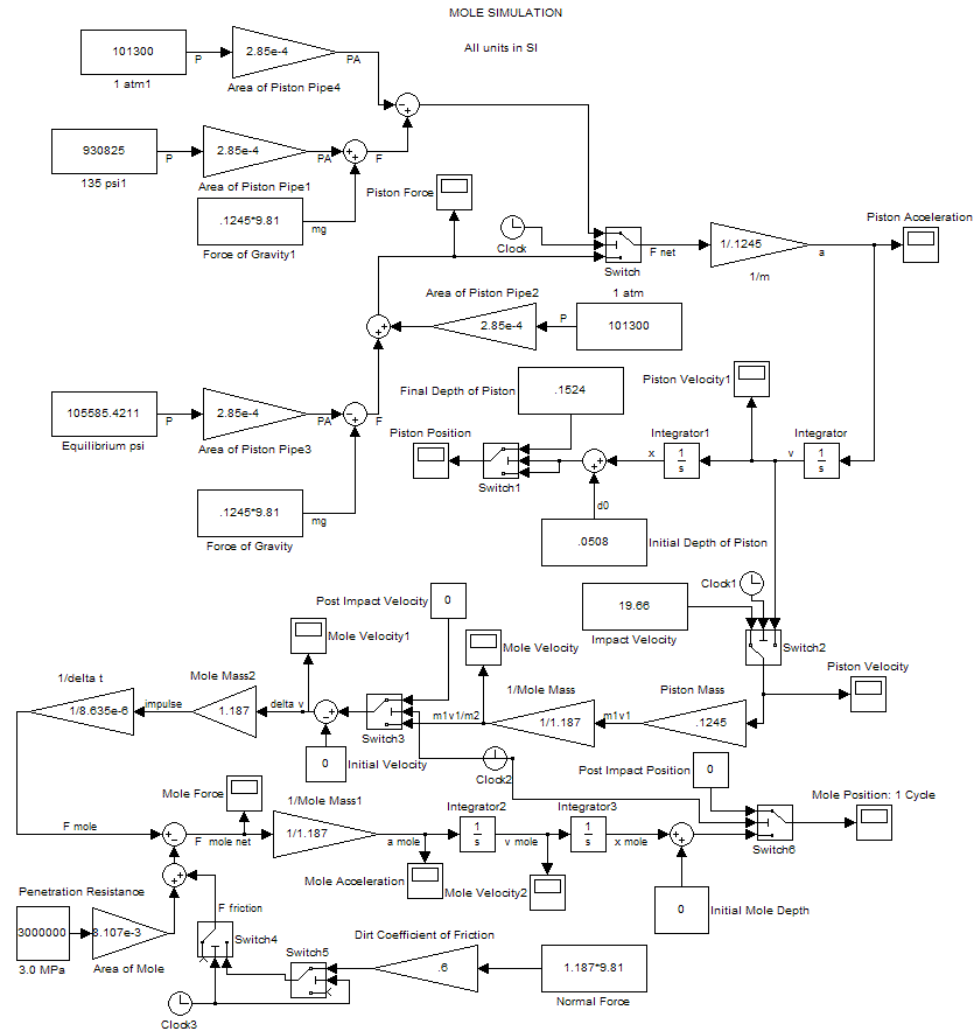 MOLE SIMULATION
All units in SI
101300
P
1 atm1
2.85e-4
PA
Area of Piston Pipe4
930825
P
135 psi1
2.85e-4
PA
F
Area of Piston Pipe1
.1245*9.81
mg
Force of Gravity1
Piston Force
Clock
Switch
F net
1/.1245
1/m
a
Piston Acceleration
Area of Piston Pipe2
2.85e-4
P
1 atm
101300
105585.4211
P
Equilibrium psi
2.85e-4
PA
F
Area of Piston Pipe3
.1245*9.81
mg
Force of Gravity
Final Depth of Piston
.1524
Piston Velocity1
Piston Position
Switch1
x
Integrator1
1
s
v
Integrator
1
s
d0
.0508
Initial Depth of Piston
Clock1
19.66
Impact Velocity
Switch2
Piston Velocity
Post Impact Velocity
0
Mole Velocity1
Mole Velocity
1/delta t
1/8.635e-6
impulse
Mole Mass2
1.187
delta v
Switch3
m1v1/m2
1/Mole Mass
1/1.187
m1v1
Piston Mass
.1245
0
Initial Velocity
Clock2
Post Impact Position
0
Mole Position: 1 Cycle
Switch6
Mole Force
F mole
F mole net
1/Mole Mass1
1/1.187
a mole
Integrator2
1
s
v mole
Integrator3
1
s
x mole
Mole Acceleration
Mole Velocity2
0
Initial Mole Depth
Penetration Resistance
3000000
3.0 MPa
8.107e-3
Area of Mole
F friction
Switch4
Switch5
Dirt Coefficient of Friction
.6
1.187*9.81
Normal Force
Clock3